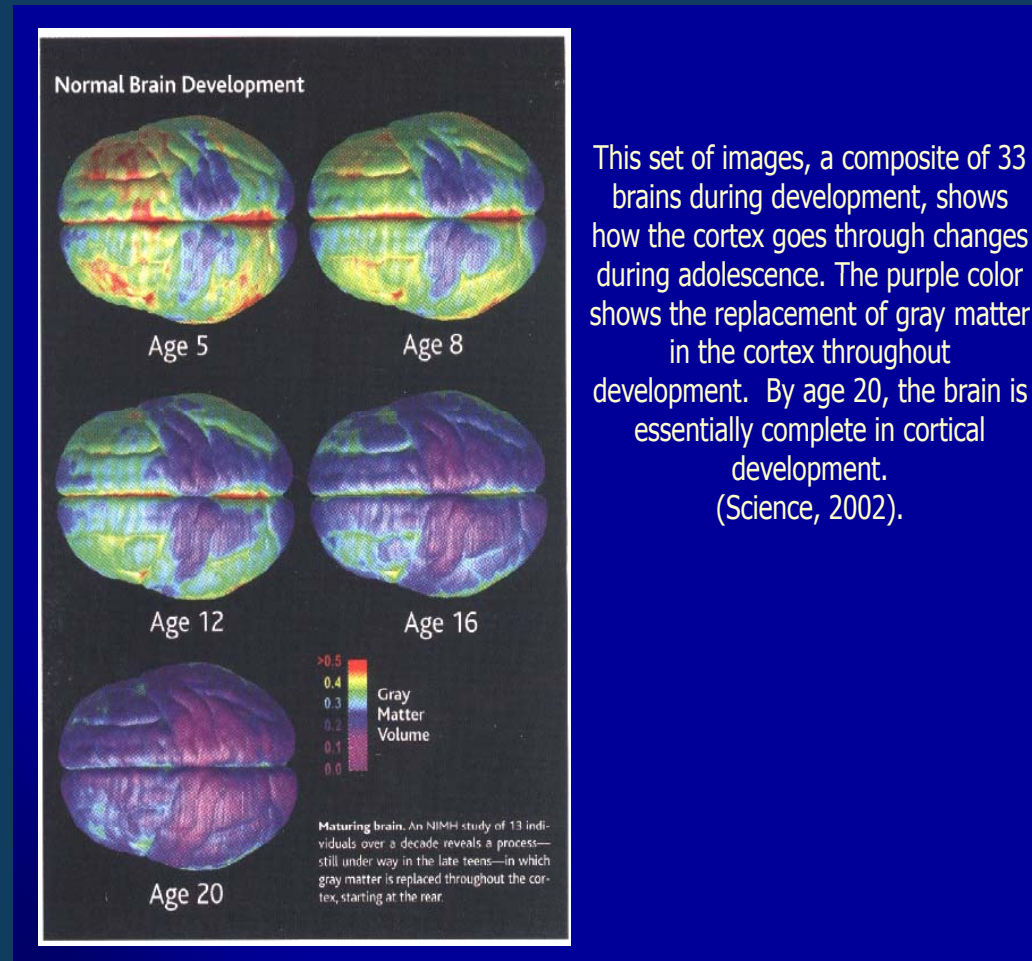 Normal Brain Development
Age 5
Age 8
Age 12
Age 16
>0.5
0.4
0.3
0.2
0.1
0.0
Gray
Matter
Volume
Maturing brain. An NIMH study of 13 indi-
viduals over a decade reveals a process—
still under way in the late teens—in which
gray matter is replaced throughout the cor-
tex, starting at the rear.
Age 20
This set of images, a composite of 33
brains during development, shows
how the cortex goes through changes
during adolescence. The purple color
shows the replacement of gray matter
in the cortex throughout
development. By age 20, the brain is
essentially complete in cortical
development.
(Science, 2002).